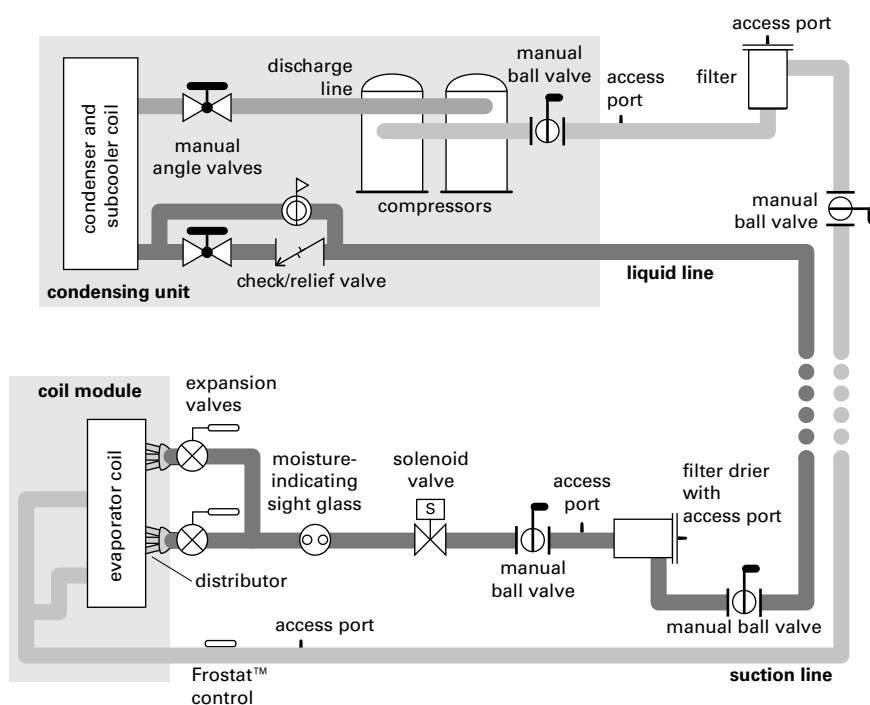 access port
manual
ball valve
discharge
line
access
port
filter
condenser and
subcooler coil
manual
angle valves
compressors
manual
ball valve
check/relief valve
liquid line
condensing unit
coil module
expansion
valves
moisture-
indicating
sight glass
solenoid
valve
S
access
port
filter drier
with
access port
evaporator coil
distributor
manual
ball valve
manual ball valve
access port
Frostat™
control
suction line